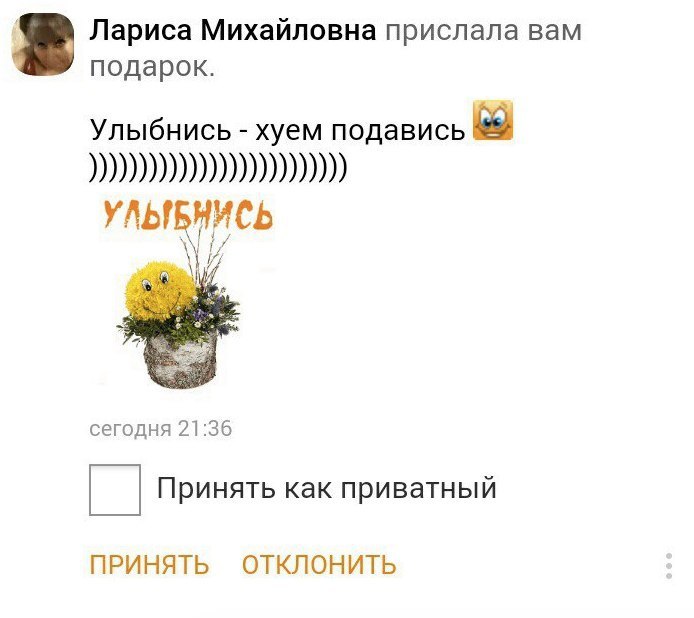 Лариса Михайловна прислала вам
подарок.
Улыбнись - хуем подавись
))))))))))))))))))))))))))
УЛЫБНИСЬ
сегодня 21:36
Принять как приватный
ПРИНЯТЬ ОТКЛОНИТЬ